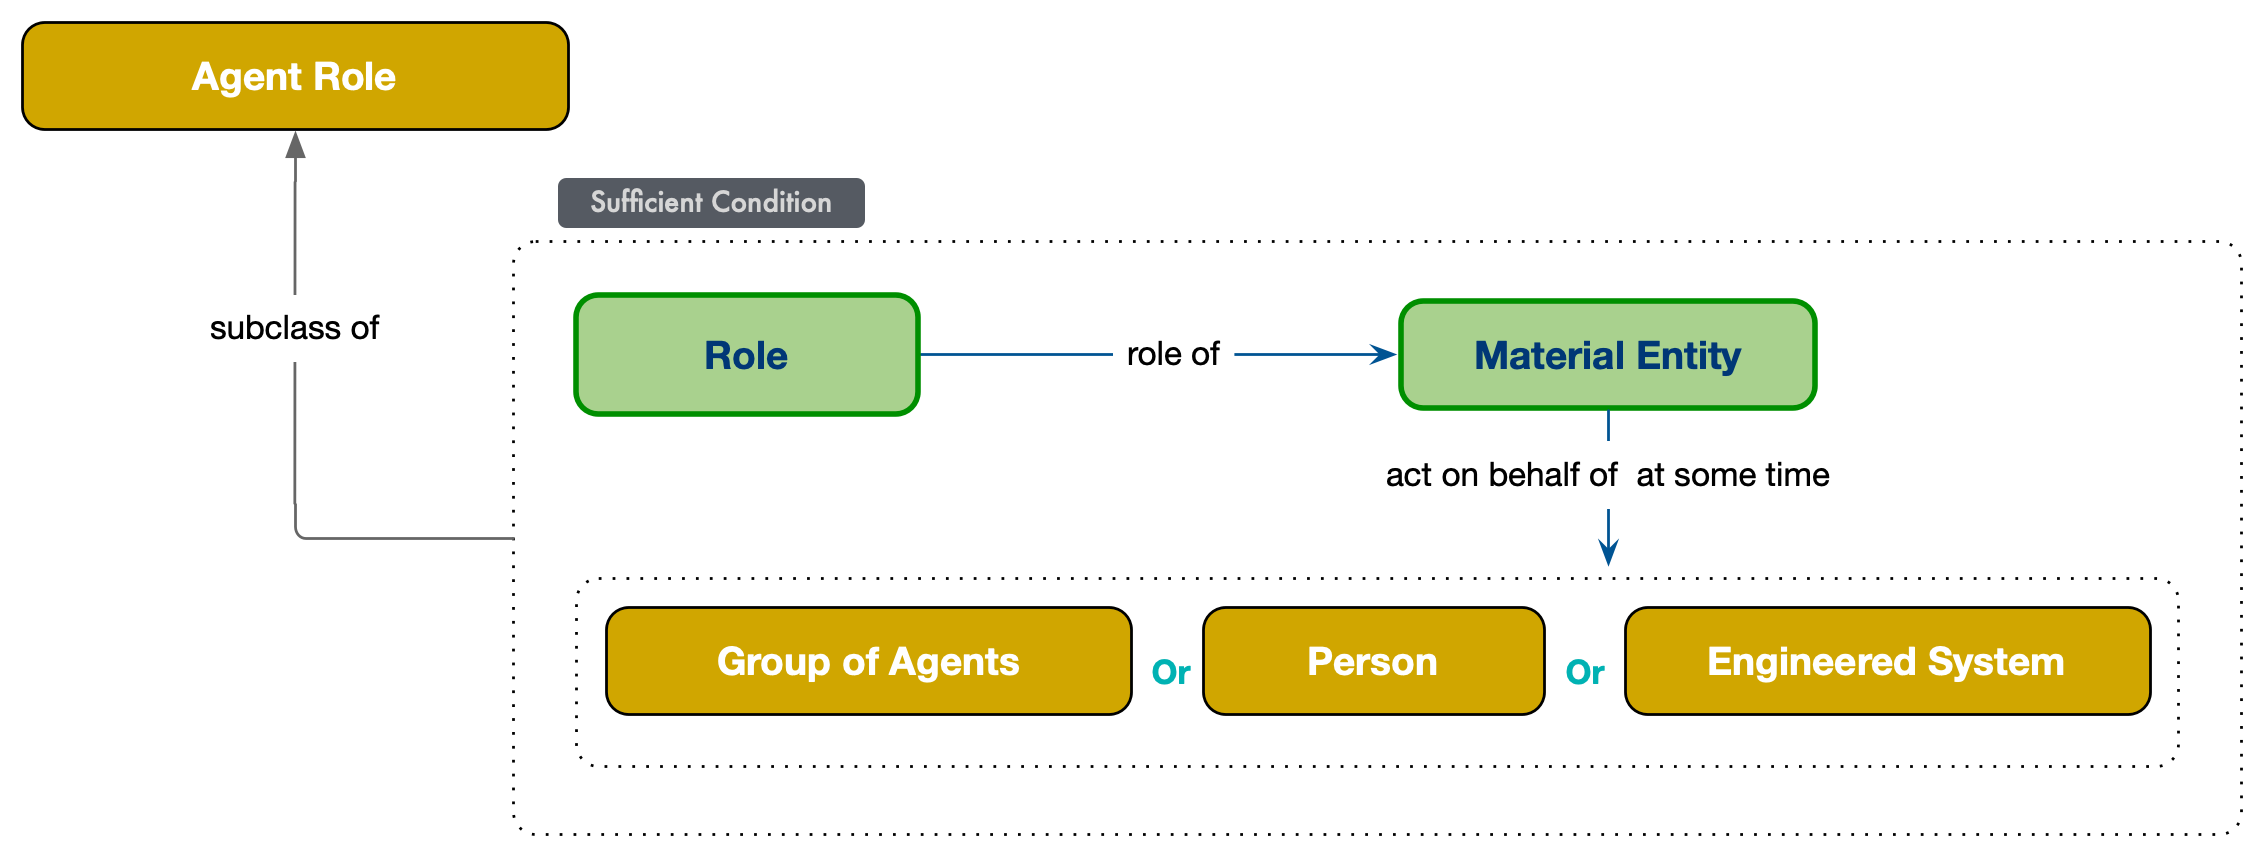 Agent Role
Sufficient Condition
subclass of
Role
role of
Material Entity
act on behalf of  at some time
Group of Agents
Or
Person
Or
Engineered System